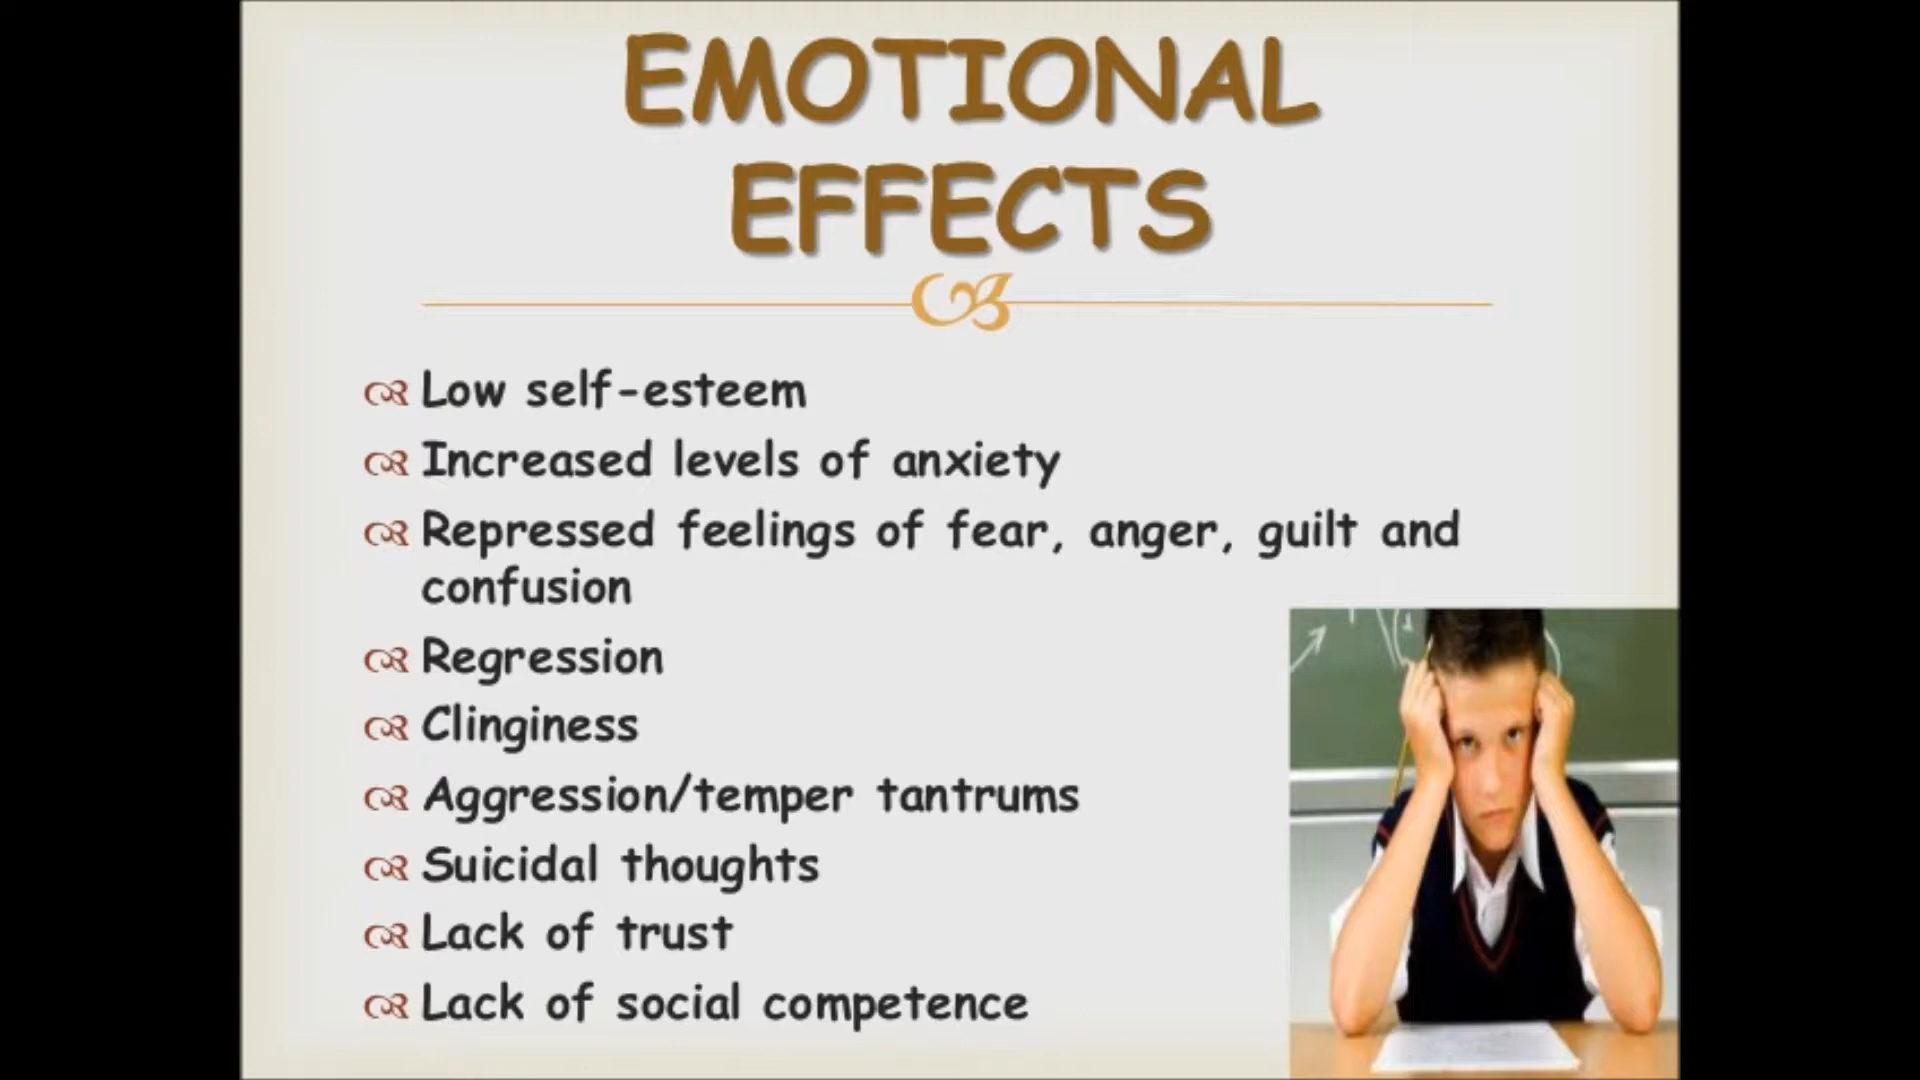 EMOTIONAL
EFFECTS
Low self-esteem
Increased levels of anxiety
Repressed feelings of fear, anger, guilt and
confusion
Regression
Clinginess
Aggression/temper tantrums
Suicidal thoughts
Lack of trust
Lack of social competence